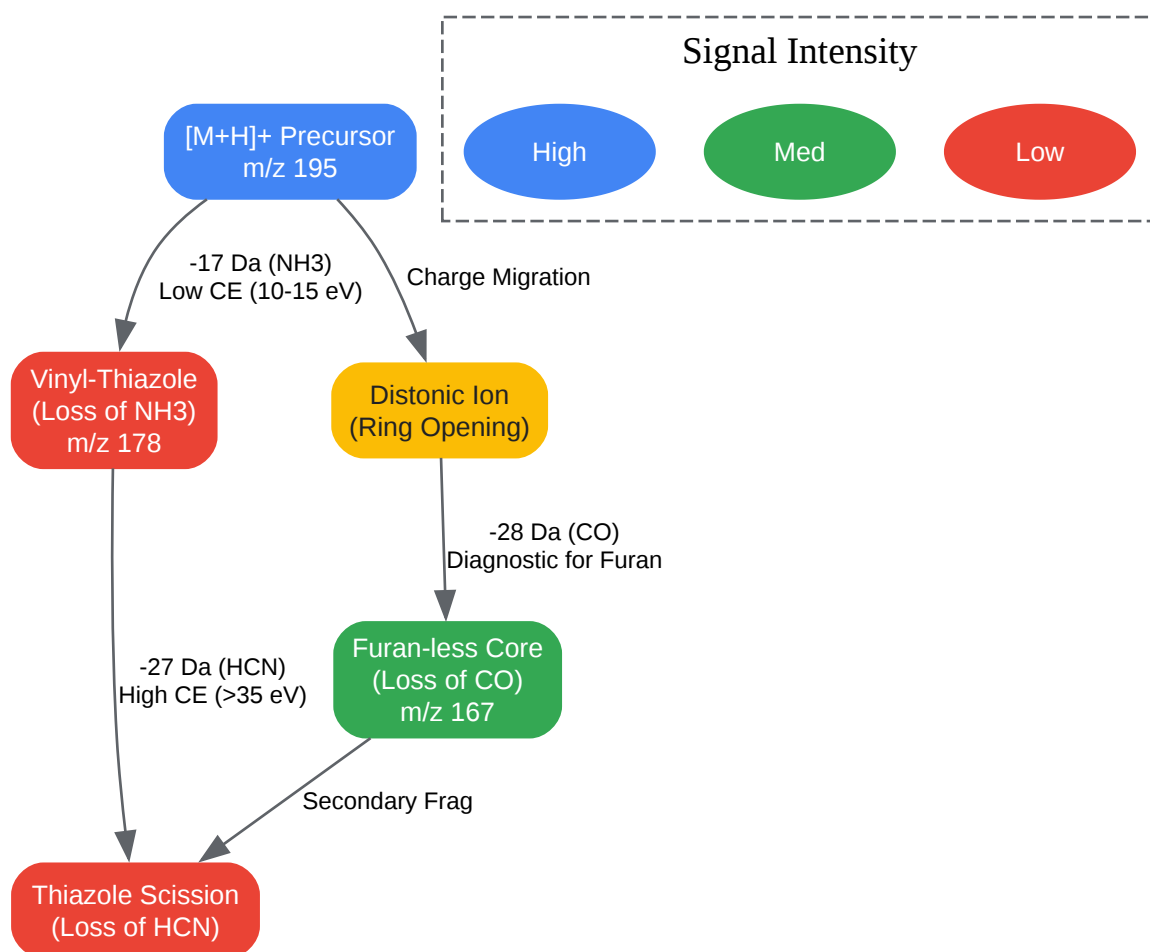 Signal Intensity
High
Med
Low
[M+H]+ Precursor
m/z 195
-17 Da (NH3)
Low CE (10-15 eV)
Charge Migration
Vinyl-Thiazole
(Loss of NH3)
m/z 178
Distonic Ion
(Ring Opening)
-28 Da (CO)
Diagnostic for Furan
-27 Da (HCN)
High CE (>35 eV)
Furan-less Core
(Loss of CO)
m/z 167
Secondary Frag
Thiazole Scission
(Loss of HCN)